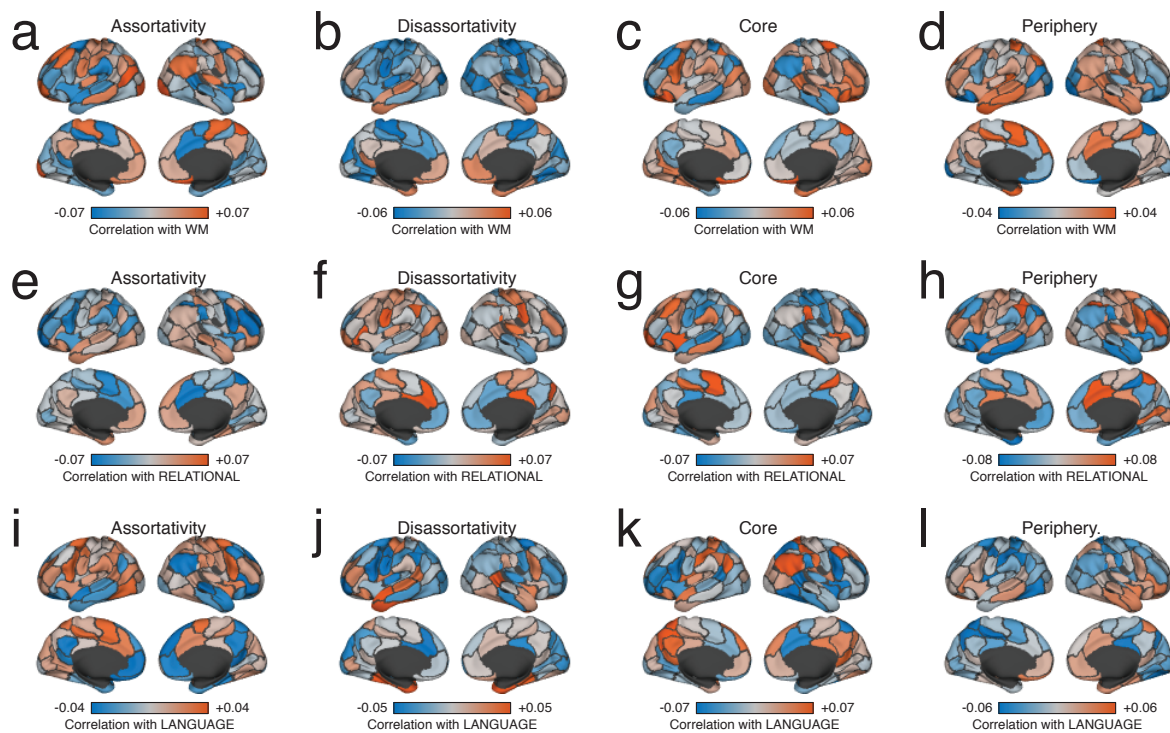 a Assortativity
b Disassortativity
c Core
d Periphery
-0.07 +0.07
Correlation with WM
-0.06 +0.06
Correlation with WM
-0.06 +0.06
Correlation with WM
-0.04 +0.04
Correlation with WM
e Assortativity
f Disassortativity
g Core
h Periphery
-0.07 +0.07
Correlation with RELATIONAL
-0.07 +0.07
Correlation with RELATIONAL
-0.07 +0.07
Correlation with RELATIONAL
-0.08 +0.08
Correlation with RELATIONAL
i Assortativity
j Disassortativity
k Core
l Periphery.
-0.04 +0.04
Correlation with LANGUAGE
-0.05 +0.05
Correlation with LANGUAGE
-0.07 +0.07
Correlation with LANGUAGE
-0.06 +0.06
Correlation with LANGUAGE